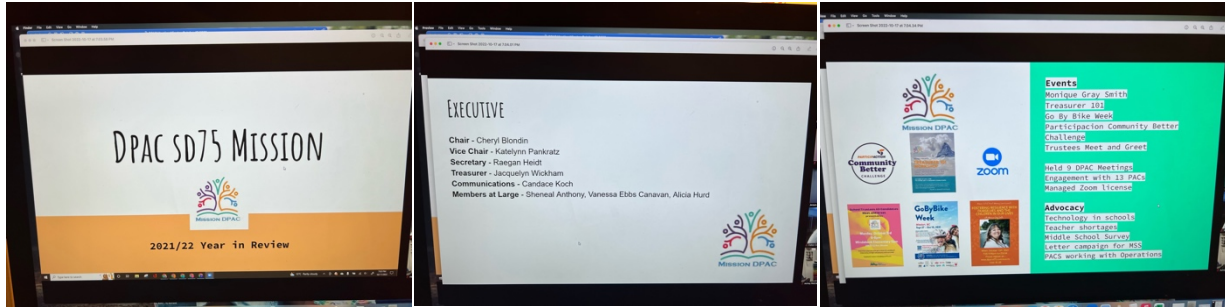 DPAC SD75 MISSION
MISSION DPAC
2021/22 Year in Review
EXECUTIVE
Chair - Cheryl Blondin
Vice Chair - Katelynn Pankratz
Secretary - Raegan Heidt
Treasurer - Jacquelyn Wickham
Communications - Candace Koch
Members at Large - Sheneal Anthony, Vanessa Ebbs Canavan, Alicia Hurd
MISSION DPAC
MISSION DPAC
Community
Better
CHALLENGE
zoom
GoByBike
Week
Events
Monique Gray Smith
Treasurer 101
Go By Bike Week
Participacion Community Better
Challenge
Trustees Meet and Greet
Held 9 DPAC Meetings
Engagement with 13 PACs
Managed Zoom license
Advocacy
Technology in schools
Teacher shortages
Middle School Survey
Letter campaign for MSS
PACS working with Operations